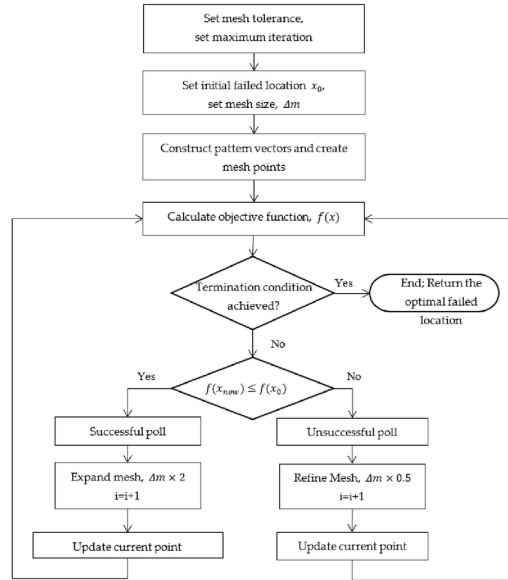 Set mesh tolerance,
set maximum iteration
Set initial failed location x₀,
set mesh size, Δm
Construct pattern vectors and create
mesh points
Calculate objective function, f(x)
Termination condition
achieved?
Yes
End; Return the
optimal failed
location
No
f(xₙₑw) ≤ f(x₀)
Yes
No
Successful poll
Unsuccessful poll
Expand mesh, Δm × 2
i=i+1
Refine Mesh, Δm × 0.5
i=i+1
Update current point
Update current point